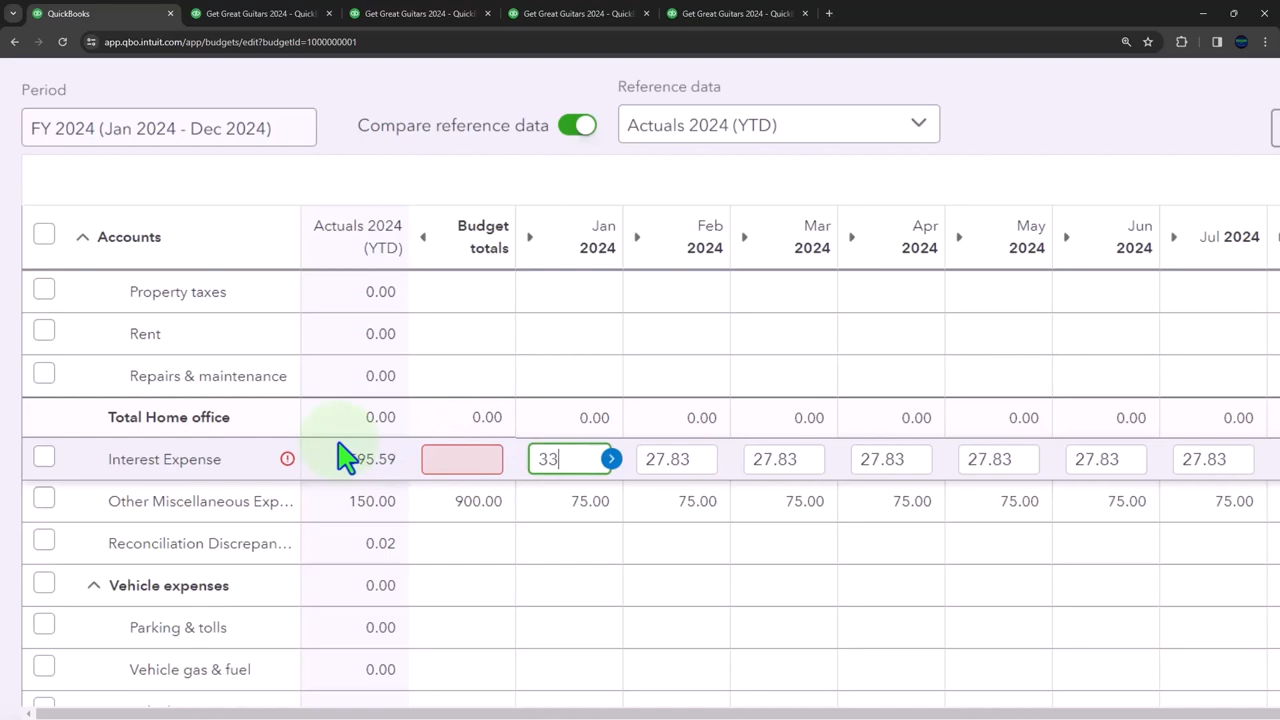 QuickBooks
Get Great Guitars 2024 - QuickB
Get Great Guitars 2024 - QuickB
Get Great Guitars 2024 - QuickB
Get Great Guitars 2024 - QuickB
app.qbo.intuit.com/app/budgets/edit?budgetId=1000000001
Period
Reference data
FY 2024 (Jan 2024 - Dec 2024)
Compare reference data
Actuals 2024 (YTD)
Accounts
Actuals 2024 (YTD)
Budget totals
Jan 2024
Feb 2024
Mar 2024
Apr 2024
May 2024
Jun 2024
Jul 2024
Property taxes 0.00
Rent 0.00
Repairs & maintenance 0.00
Total Home office 0.00 0.00 0.00 0.00 0.00 0.00 0.00 0.00 0.00
Interest Expense 95.59 33 27.83 27.83 27.83 27.83 27.83 27.83
Other Miscellaneous Exp… 150.00 900.00 75.00 75.00 75.00 75.00 75.00 75.00 75.00
Reconciliation Discrepan… 0.02
Vehicle expenses 0.00
Parking & tolls 0.00
Vehicle gas & fuel 0.00